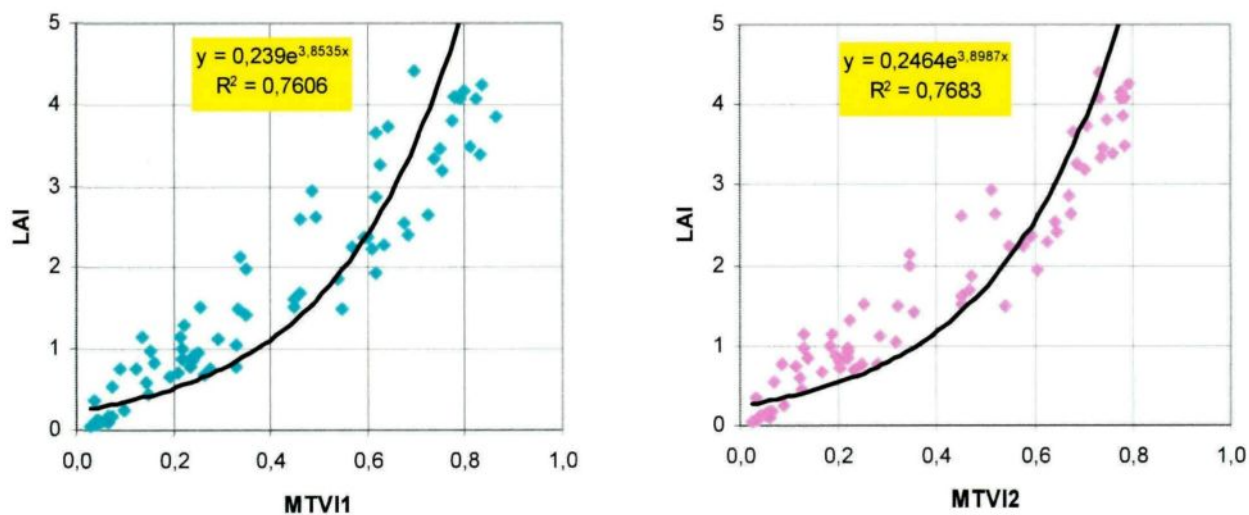 5
4
3
2
1
0
LAI
y = 0,239e^3,8535x
R² = 0,7606
0,0 0,2 0,4 0,6 0,8 1,0
MTVI1
5
4
3
2
1
0
LAI
y = 0,2464e^3,8987x
R² = 0,7683
0,0 0,2 0,4 0,6 0,8 1,0
MTVI2